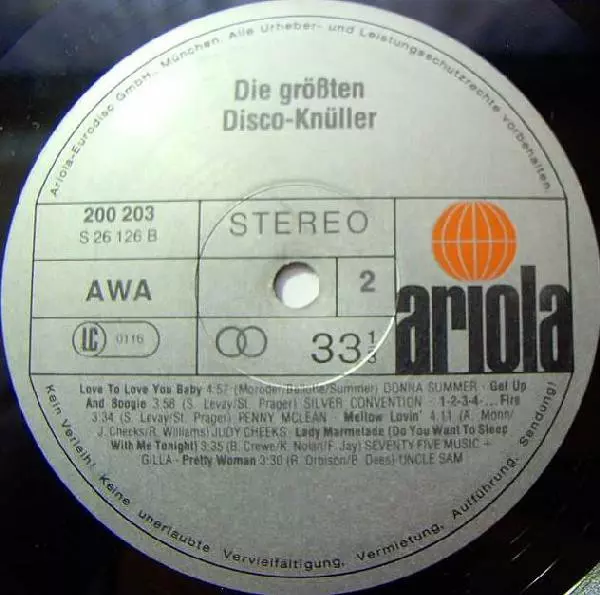 Ariola-Eurodisc GmbH., München. Alle Urheber- und Leistungsschutzrechte vorbehalten.
Die größten
Disco-Knüller
200 203
S 26 126 B
STEREO
AWA
2
LC 0116
33 1/3
ariola
Love To Love You Baby 4:57 (Moroder/Bellotte/Summer) DONNA SUMMER · Get Up
And Boogie 3:58 (S. Levay/St. Prager) SILVER CONVENTION · 1-2-3-4-... Fire
3:34 (S. Levay/St. Prager) PENNY MCLEAN · Mellow Lovin' 4:11 (A. Monn/
J. Cheeks/R. Williams) JUDY CHEEKS · Lady Marmelade (Do You Want To Sleep
With Me Tonight) 3:35 (B. Crewe/K. Nolan/F. Jay) SEVENTY FIVE MUSIC +
GILLA · Pretty Woman 3:30 (R. Orbison/B. Dees) UNCLE SAM
Kein Verleih! Keine unerlaubte Vervielfältigung, Vermietung, Aufführung, Sendung!